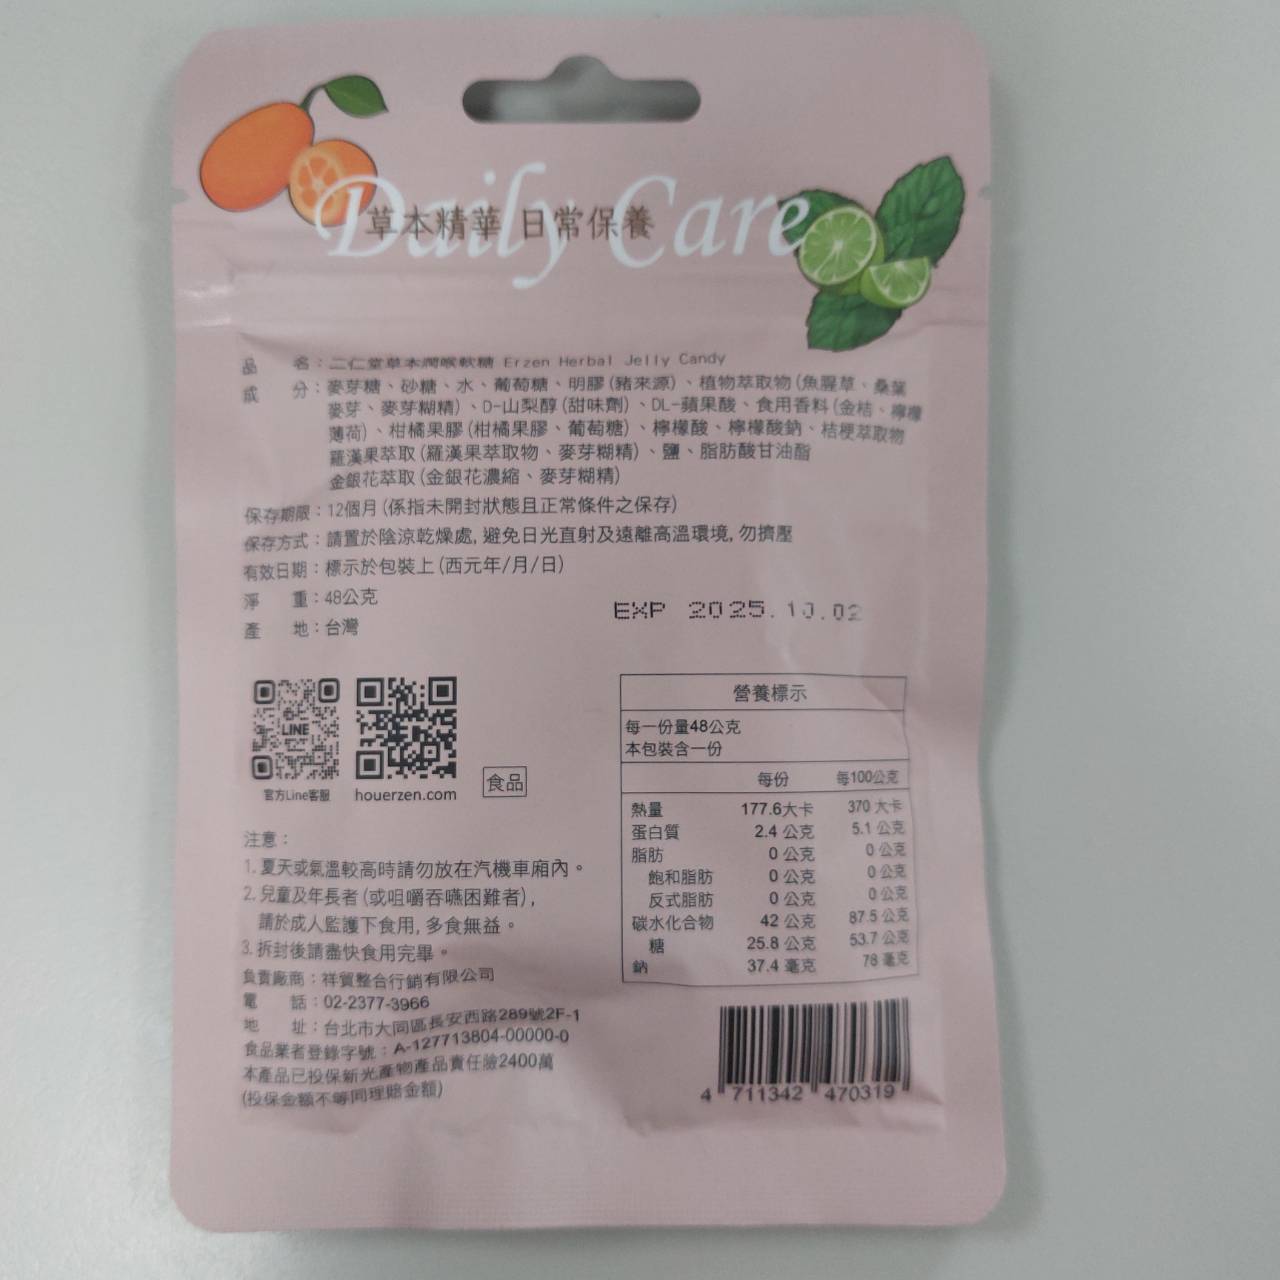 Daily Care
草本精華 日常保養
品名：二仁堂草本潤喉軟糖 Erzen Herbal Jelly Candy
成分：麥芽糖、砂糖、水、葡萄糖、明膠(豬來源)、植物萃取物(魚腥草、桑葉
麥芽、麥芽糊精)、D-山梨醇(甜味劑)、DL-蘋果酸、食用香料(金桔、檸檬
薄荷)、柑橘果膠(柑橘果膠、葡萄糖)、檸檬酸、檸檬酸鈉、桔梗萃取物
羅漢果萃取(羅漢果萃取物、麥芽糊精)、鹽、脂肪酸甘油酯
金銀花萃取(金銀花濃縮、麥芽糊精)
保存期限：12個月(係指未開封狀態且正常條件之保存)
保存方式：請置於陰涼乾燥處, 避免日光直射及遠離高溫環境, 勿擠壓
有效日期：標示於包裝上(西元年/月/日)
淨重：48公克
產地：台灣
EXP 2025.10.02
LINE
官方Line客服
houerzen.com
食品
營養標示
每一份量48公克
本包裝含一份
每份 每100公克
熱量 177.6大卡 370 大卡
蛋白質 2.4 公克 5.1 公克
脂肪 0 公克 0 公克
飽和脂肪 0 公克 0 公克
反式脂肪 0 公克 0 公克
碳水化合物 42 公克 87.5 公克
糖 25.8 公克 53.7 公克
鈉 37.4 毫克 78 毫克
注意：
1. 夏天或氣溫較高時請勿放在汽機車廂內。
2. 兒童及年長者(或咀嚼吞嚥困難者),
請於成人監護下食用, 多食無益。
3. 拆封後請盡快食用完畢。
負責廠商：祥貿整合行銷有限公司
電話：02-2377-3966
地址：台北市大同區長安西路289號2F-1
食品業者登錄字號：A-127713804-00000-0
本產品已投保新光產物產品責任險2400萬
(投保金額不等同理賠金額)
4 711342 470319